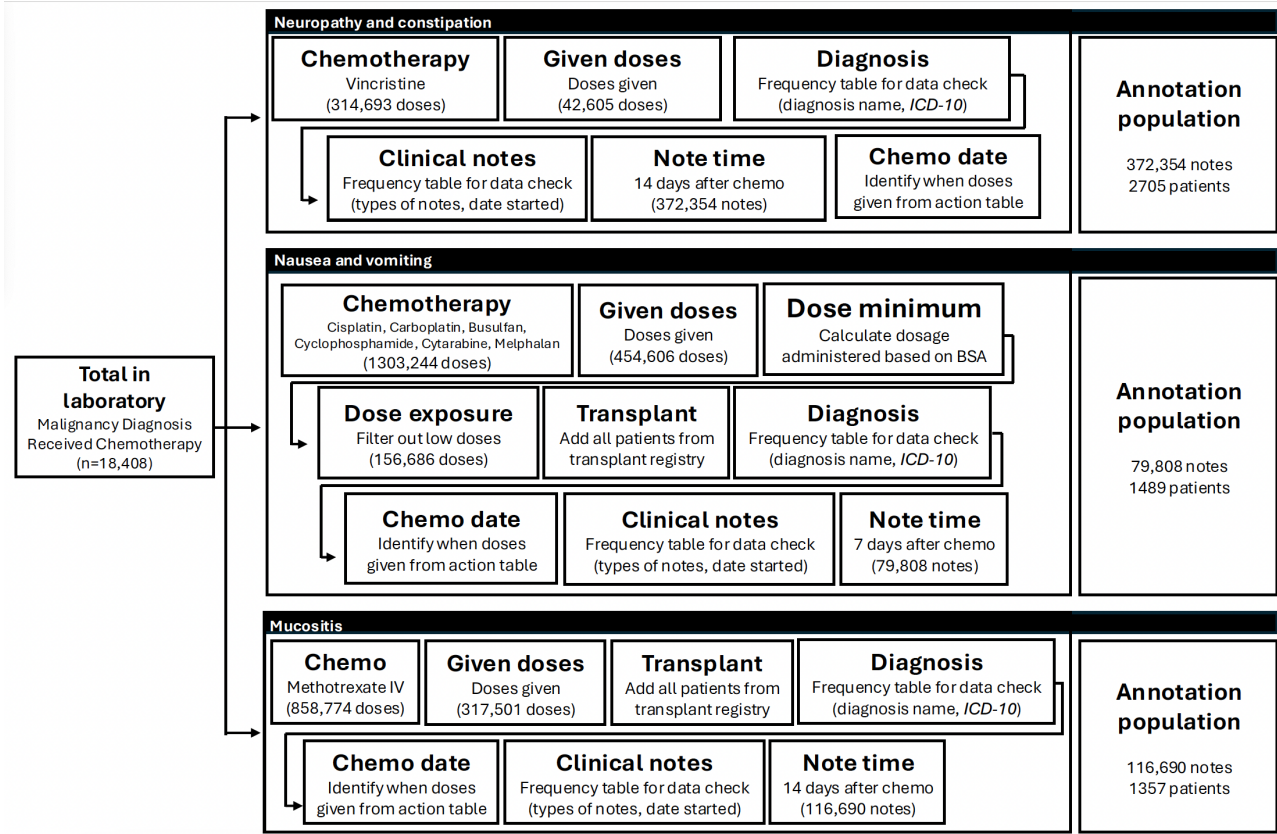 Neuropathy and constipation
Chemotherapy
Vincristine
(314,693 doses)
Given doses
Doses given
(42,605 doses)
Diagnosis
Frequency table for data check
(diagnosis name, ICD-10)
Clinical notes
Frequency table for data check
(types of notes, date started)
Note time
14 days after chemo
(372,354 notes)
Chemo date
Identify when doses
given from action table
Annotation
population
372,354 notes
2705 patients
Total in
laboratory
Malignancy Diagnosis
Received Chemotherapy
(n=18,408)
Nausea and vomiting
Chemotherapy
Cisplatin, Carboplatin, Busulfan,
Cyclophosphamide, Cytarabine, Melphalan
(1303,244 doses)
Given doses
Doses given
(454,606 doses)
Dose minimum
Calculate dosage
administered based on BSA
Dose exposure
Filter out low doses
(156,686 doses)
Transplant
Add all patients from
transplant registry
Diagnosis
Frequency table for data check
(diagnosis name, ICD-10)
Chemo date
Identify when doses
given from action table
Clinical notes
Frequency table for data check
(types of notes, date started)
Note time
7 days after chemo
(79,808 notes)
Annotation
population
79,808 notes
1489 patients
Mucositis
Chemo
Methotrexate IV
(858,774 doses)
Given doses
Doses given
(317,501 doses)
Transplant
Add all patients from
transplant registry
Diagnosis
Frequency table for data check
(diagnosis name, ICD-10)
Chemo date
Identify when doses
given from action table
Clinical notes
Frequency table for data check
(types of notes, date started)
Note time
14 days after chemo
(116,690 notes)
Annotation
population
116,690 notes
1357 patients